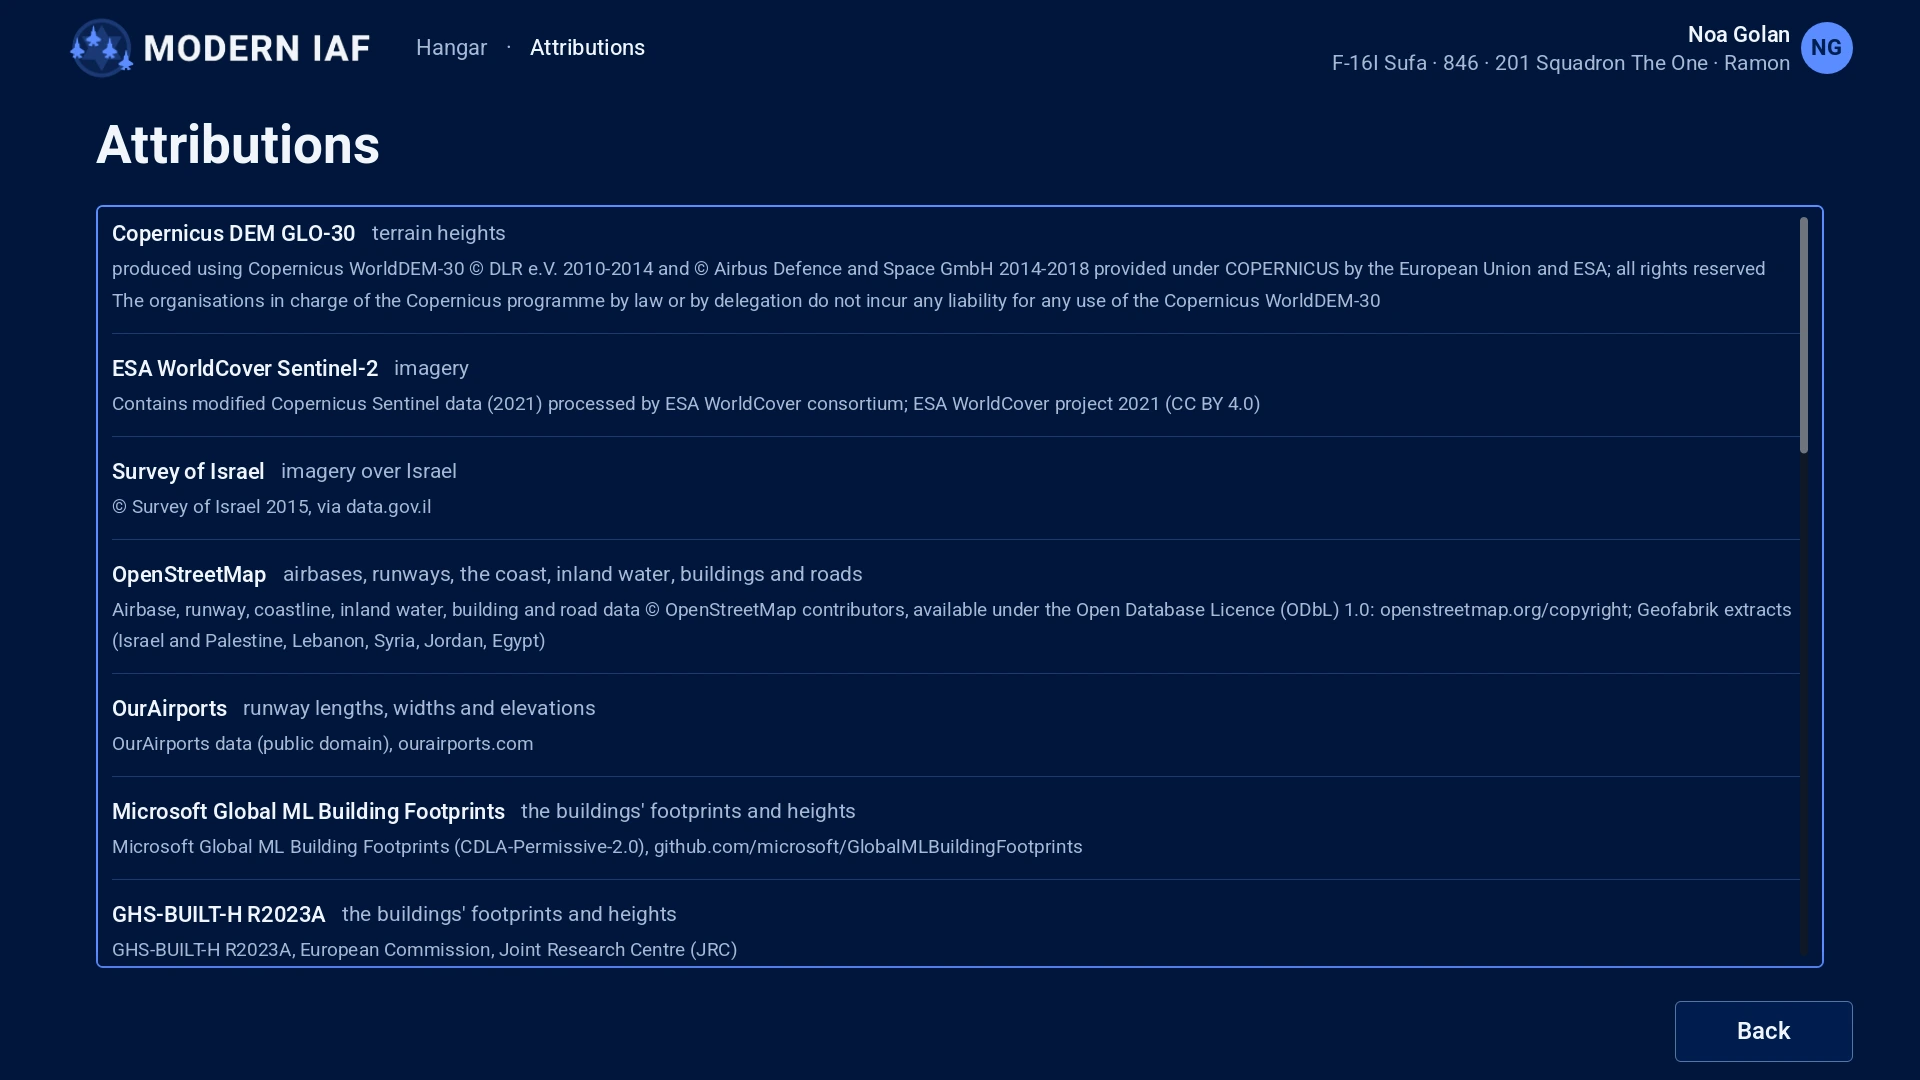 MODERN IAF
Hangar · Attributions
Noa Golan
F-16I Sufa · 846 · 201 Squadron The One · Ramon
NG
Attributions
Copernicus DEM GLO-30 terrain heights
produced using Copernicus WorldDEM-30 © DLR e.V. 2010-2014 and © Airbus Defence and Space GmbH 2014-2018 provided under COPERNICUS by the European Union and ESA; all rights reserved
The organisations in charge of the Copernicus programme by law or by delegation do not incur any liability for any use of the Copernicus WorldDEM-30
ESA WorldCover Sentinel-2 imagery
Contains modified Copernicus Sentinel data (2021) processed by ESA WorldCover consortium; ESA WorldCover project 2021 (CC BY 4.0)
Survey of Israel imagery over Israel
© Survey of Israel 2015, via data.gov.il
OpenStreetMap airbases, runways, the coast, inland water, buildings and roads
Airbase, runway, coastline, inland water, building and road data © OpenStreetMap contributors, available under the Open Database Licence (ODbL) 1.0: openstreetmap.org/copyright; Geofabrik extracts
(Israel and Palestine, Lebanon, Syria, Jordan, Egypt)
OurAirports runway lengths, widths and elevations
OurAirports data (public domain), ourairports.com
Microsoft Global ML Building Footprints the buildings' footprints and heights
Microsoft Global ML Building Footprints (CDLA-Permissive-2.0), github.com/microsoft/GlobalMLBuildingFootprints
GHS-BUILT-H R2023A the buildings' footprints and heights
GHS-BUILT-H R2023A, European Commission, Joint Research Centre (JRC)
Back